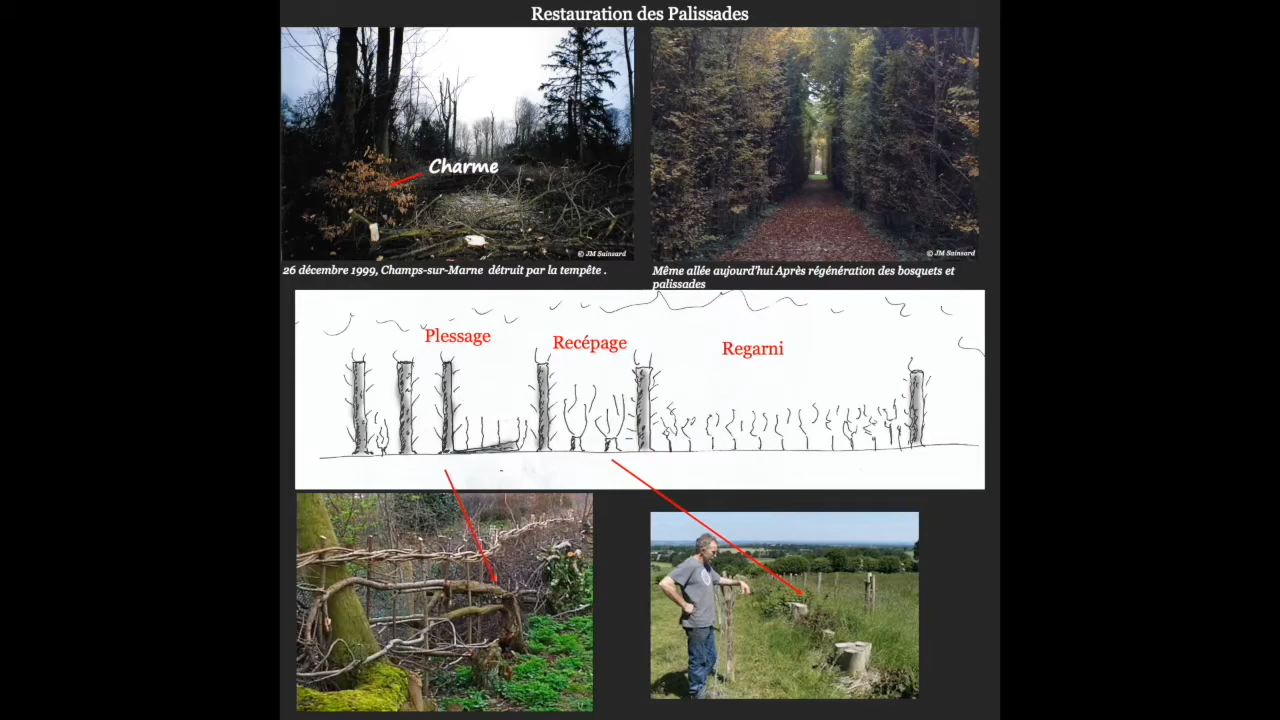 Restauration des Palissades
Charme
© JM Sainsard
© JM Sainsard
26 décembre 1999, Champs-sur-Marne détruit par la tempête .
Même allée aujourd'hui Après régénération des bosquets et
palissades
Plessage
Recépage
Regarni